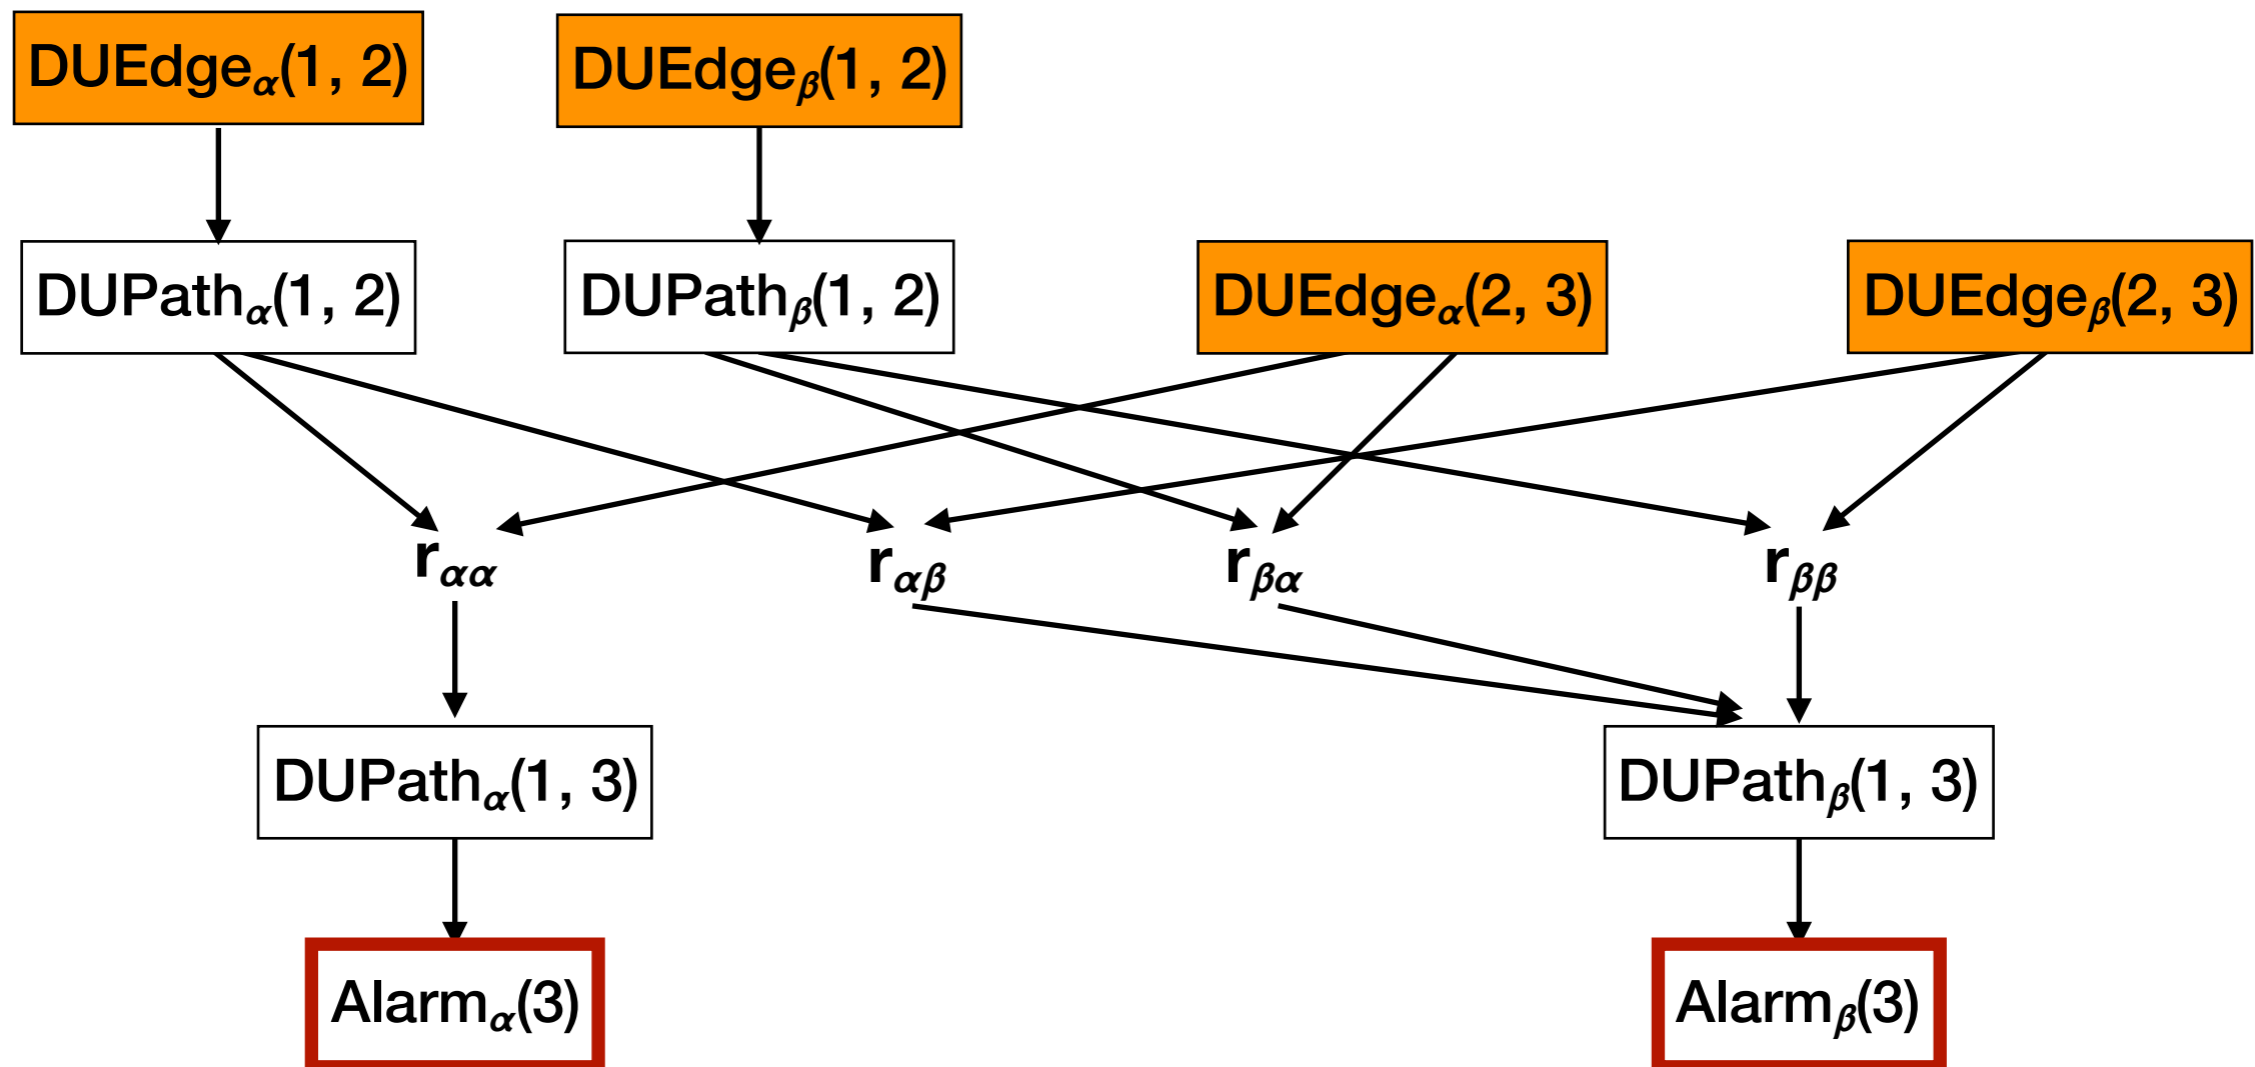 DUEdgeα(1, 2)
DUEdgeβ(1, 2)
DUPathα(1, 2)
DUPathβ(1, 2)
DUEdgeα(2, 3)
DUEdgeβ(2, 3)
rαα
rαβ
rβα
rββ
DUPathα(1, 3)
DUPathβ(1, 3)
Alarmα(3)
Alarmβ(3)